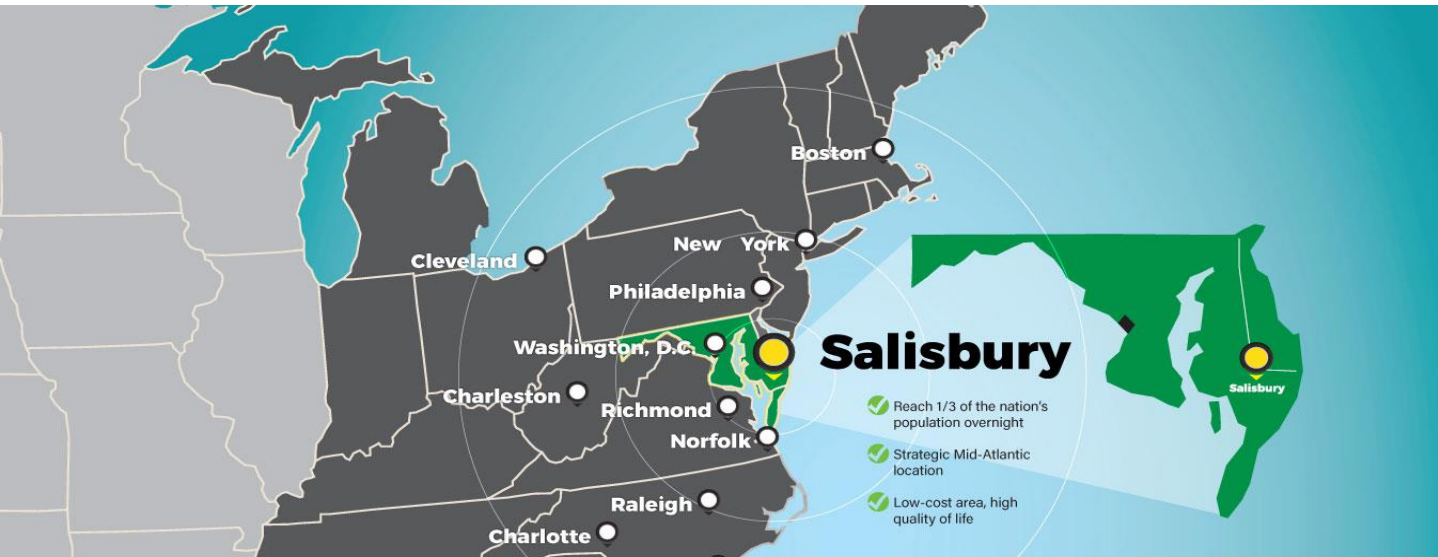 Boston
New York
Cleveland
Philadelphia
Washington, D.C.
Salisbury
Charleston
Richmond
Norfolk
Raleigh
Charlotte
Reach 1/3 of the nation's
population overnight
Strategic Mid-Atlantic
location
Low-cost area, high
quality of life
Salisbury